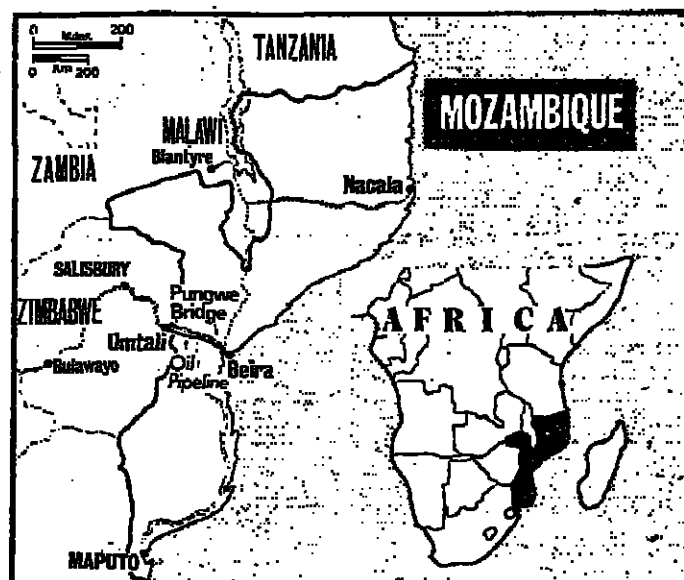 0 200
Km
0 200
TANZANIA
MOZAMBIQUE
MALAWI
Blantyre
ZAMBIA
Nacala
SALISBURY
ZIMBABWE
Pungwe
Bridge
AFRICA
Umtali
Bulawayo
Oil
Pipeline
Beira
MAPUTO